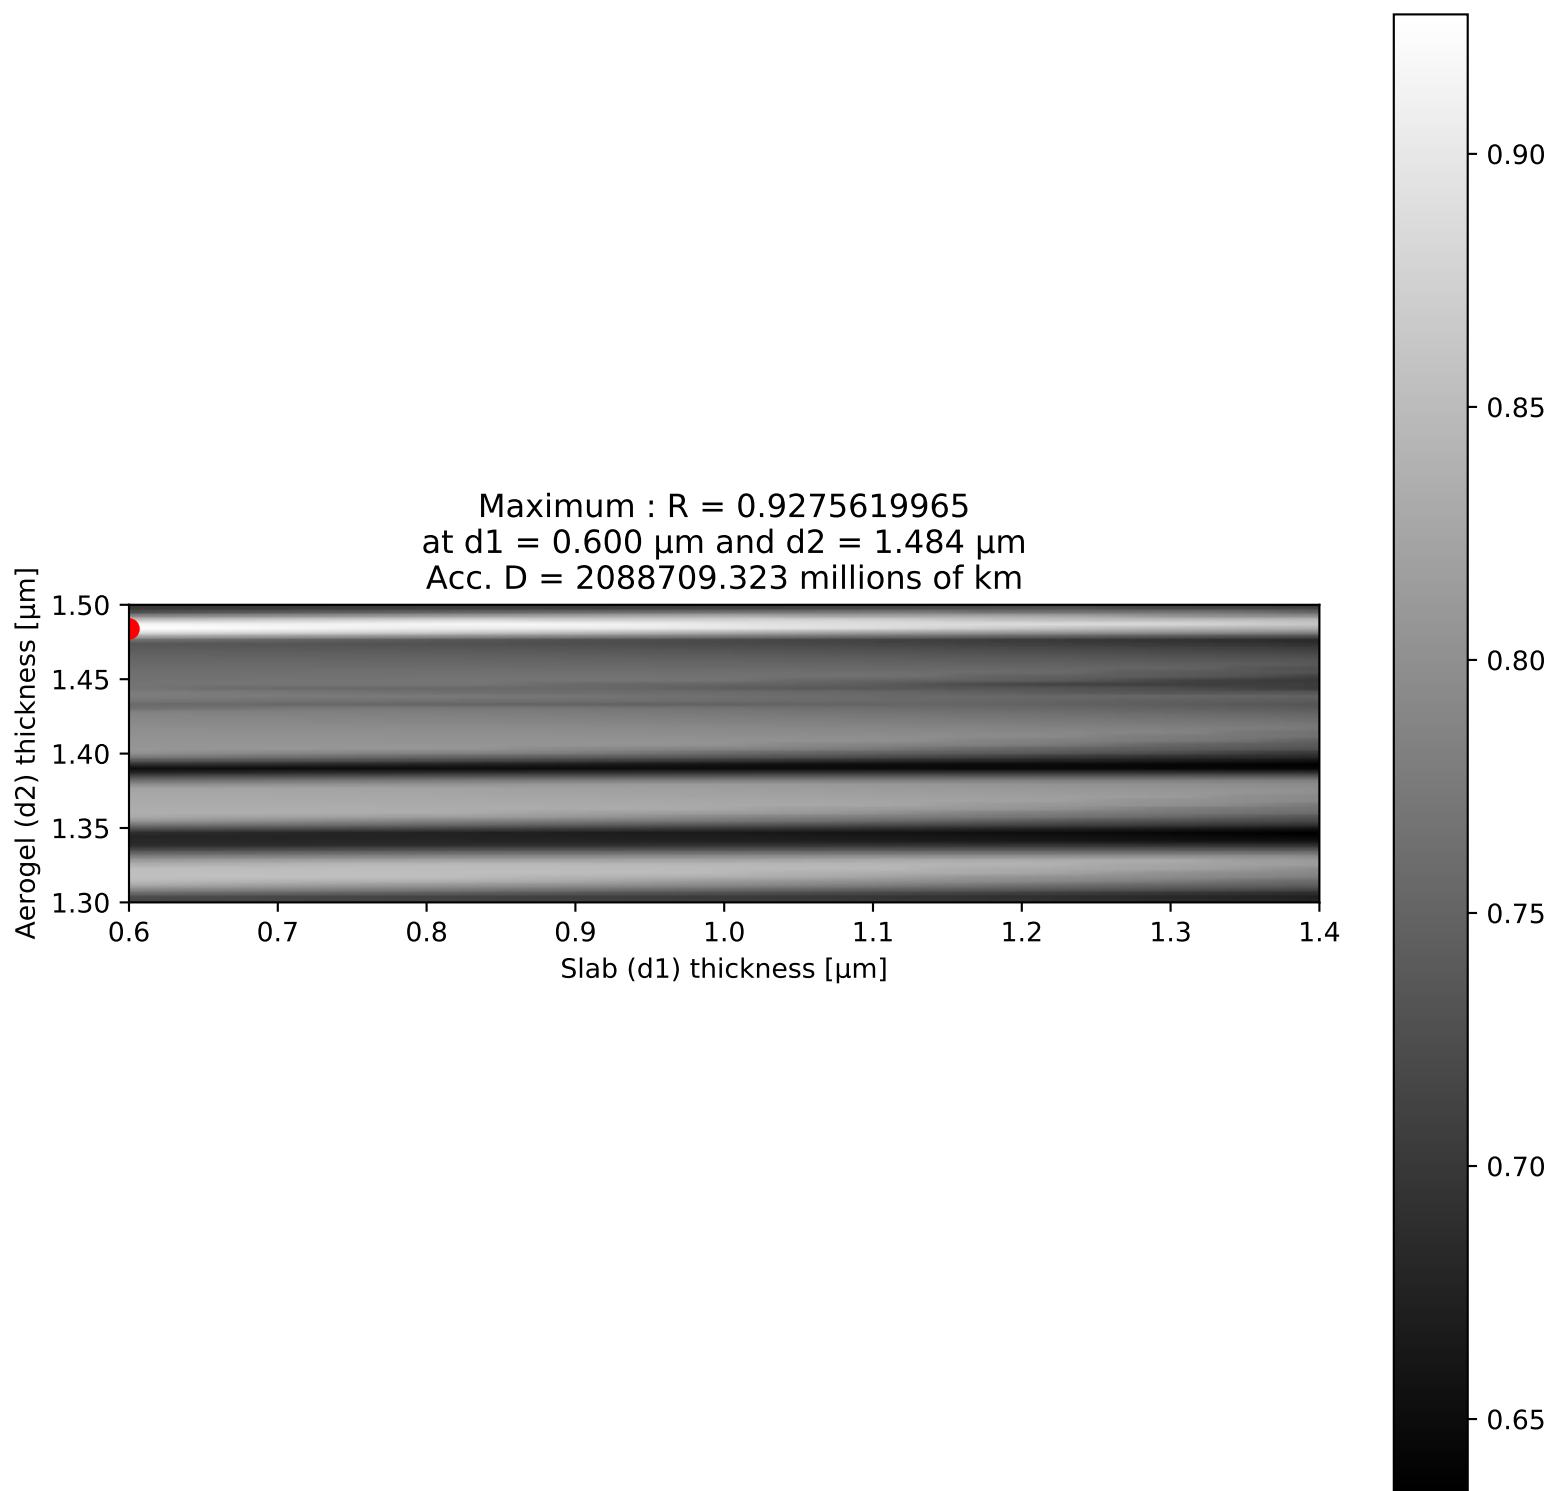 Maximum : R = 0.9275619965
at d1 = 0.600 µm and d2 = 1.484 µm
Acc. D = 2088709.323 millions of km
Aerogel (d2) thickness [µm]
1.50
1.45
1.40
1.35
1.30
0.6 0.7 0.8 0.9 1.0 1.1 1.2 1.3 1.4
Slab (d1) thickness [µm]
0.90
0.85
0.80
0.75
0.70
0.65